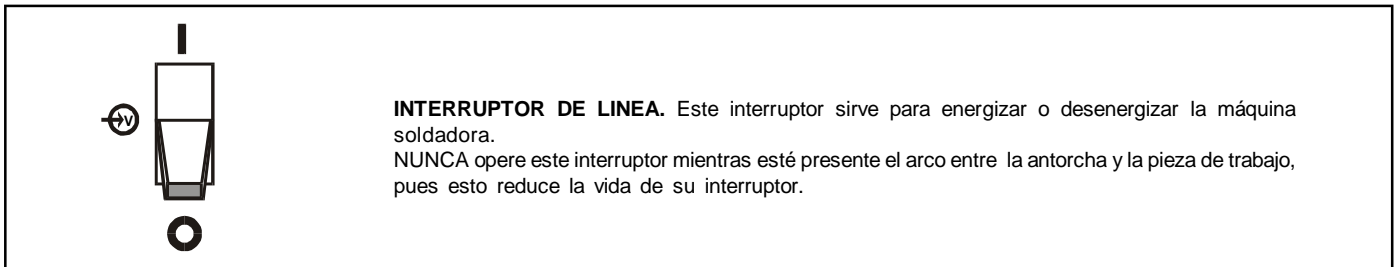 V
INTERRUPTOR DE LINEA. Este interruptor sirve para energizar o desenergizar la máquina
soldadora.
NUNCA opere este interruptor mientras esté presente el arco entre la antorcha y la pieza de trabajo,
pues esto reduce la vida de su interruptor.